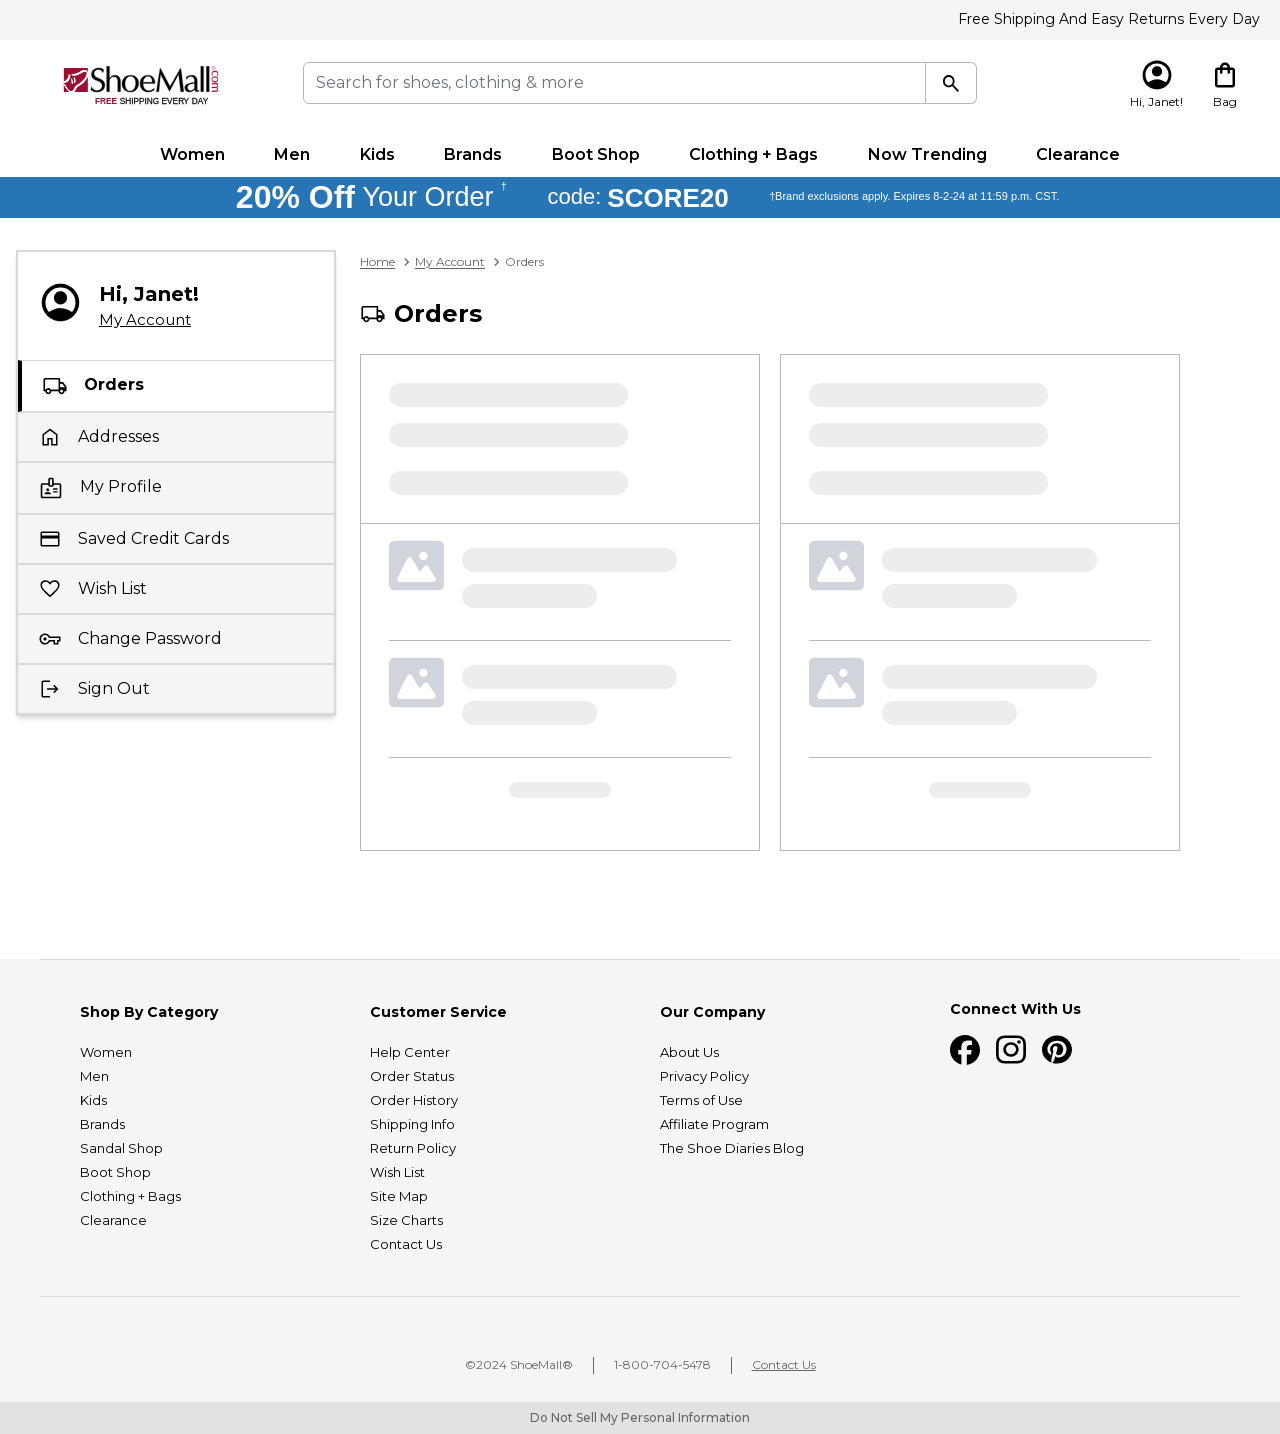 Free Shipping And Easy Returns Every Day
ShoeMall®.com
FREE SHIPPING EVERY DAY
Search for shoes, clothing & more
Hi, Janet!
Bag
Women Men Kids Brands Boot Shop Clothing + Bags Now Trending Clearance
20% Off Your Order † code: SCORE20 †Brand exclusions apply. Expires 8-2-24 at 11:59 p.m. CST.
Hi, Janet!
My Account
Orders
Addresses
My Profile
Saved Credit Cards
Wish List
Change Password
Sign Out
Home > My Account > Orders
Orders
Shop By Category
Women
Men
Kids
Brands
Sandal Shop
Boot Shop
Clothing + Bags
Clearance
Customer Service
Help Center
Order Status
Order History
Shipping Info
Return Policy
Wish List
Site Map
Size Charts
Contact Us
Our Company
About Us
Privacy Policy
Terms of Use
Affiliate Program
The Shoe Diaries Blog
Connect With Us
©2024 ShoeMall® | 1-800-704-5478 | Contact Us
Do Not Sell My Personal Information